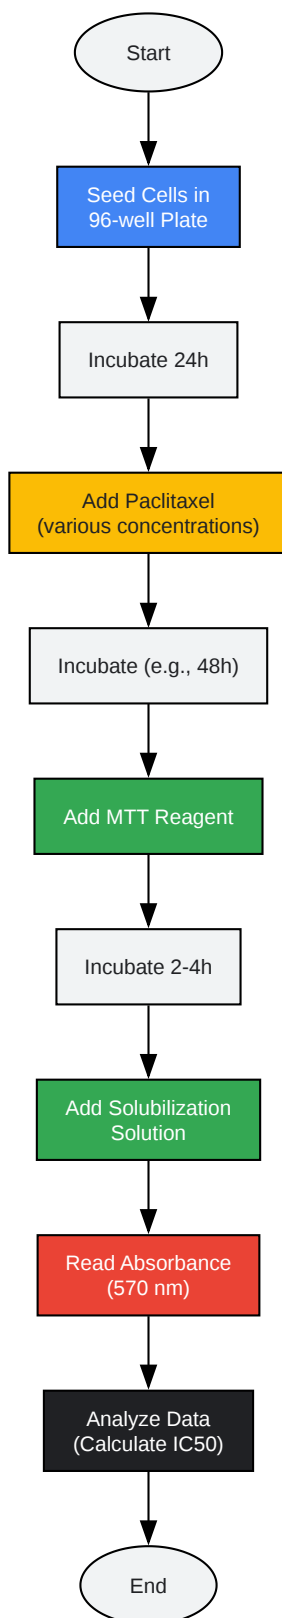 Start
Seed Cells in
96-well Plate
Incubate 24h
Add Paclitaxel
(various concentrations)
Incubate (e.g., 48h)
Add MTT Reagent
Incubate 2-4h
Add Solubilization
Solution
Read Absorbance
(570 nm)
Analyze Data
(Calculate IC50)
End